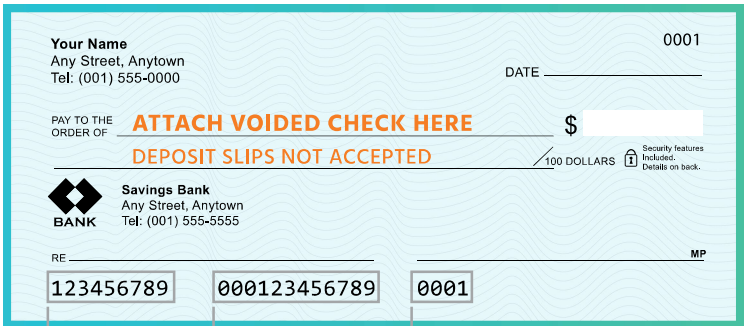 Your Name
0001
Any Street, Anytown
Tel: (001) 555-0000
DATE
PAY TO THE
ORDER OF
ATTACH VOIDED CHECK HERE
$
DEPOSIT SLIPS NOT ACCEPTED
/100 DOLLARS
Security features
Included.
Details on back.
BANK
Savings Bank
Any Street, Anytown
Tel: (001) 555-5555
RE
MP
123456789 000123456789 0001